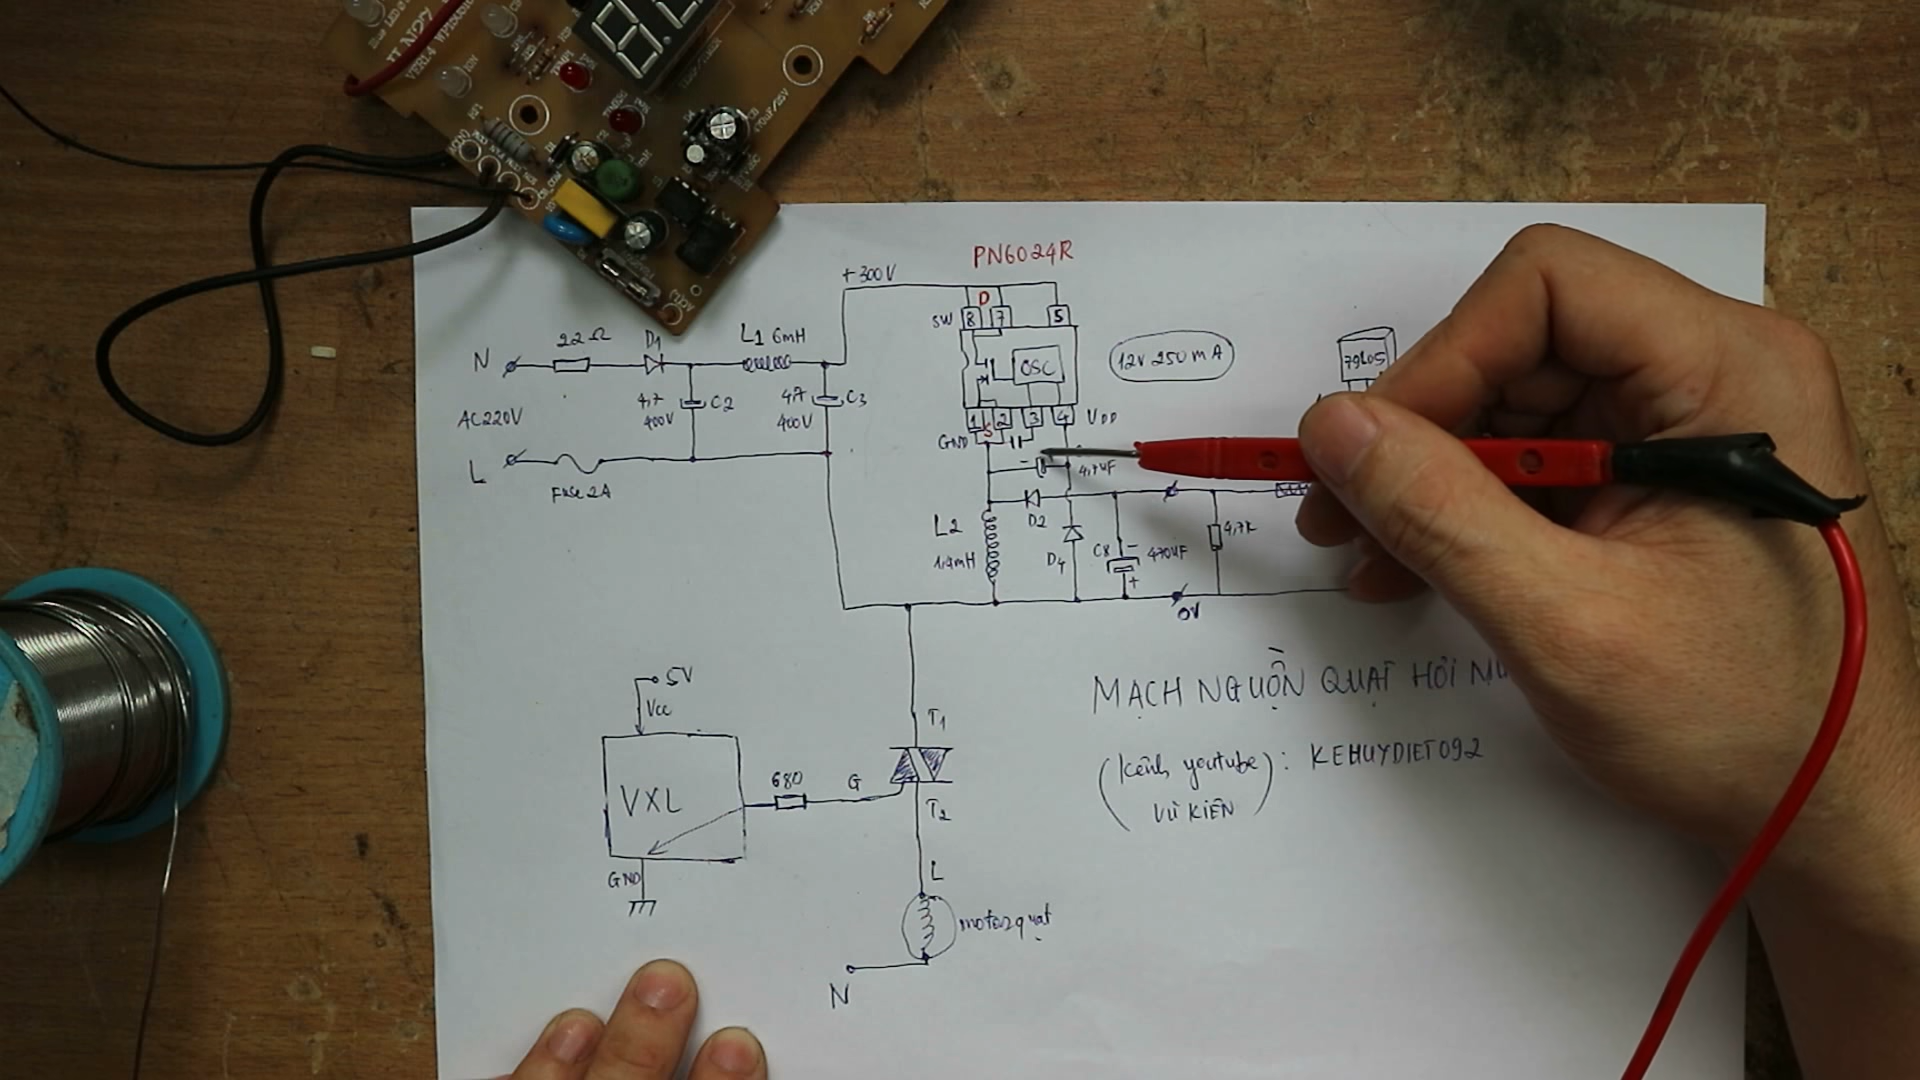 VER1.4
PN6024R
+300V
D
SW
8
7
5
22Ω
D1
L1 6mH
N
OSC
12V 250mA
79L05
4,7
400V
C2
4,7
400V
C3
AC220V
1
S
2
3
4
VDD
GND
-
4,7uF
L
Fuse 2A
D2
L2
1,4mH
D4
C8
-
470uF
+
4,7K
0V
5V
Vcc
MẠCH NGUỒN QUẠT HƠI
T1
680
G
VXL
T2
(kênh youtube): KEHUYDIET092
VŨ KIÊN
L
GND
motor quạt
N